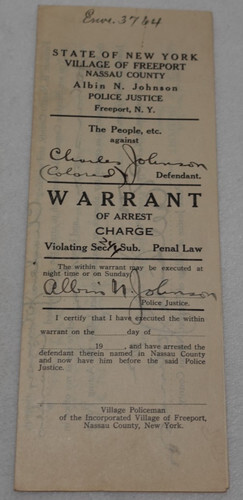 Enve. 3744
STATE OF NEW YORK
VILLAGE OF FREEPORT
NASSAU COUNTY
Albin N. Johnson
POLICE JUSTICE
Freeport, N. Y.
The People, etc.
against
Charles Johnson
(Colored) Defendant.
WARRANT
OF ARREST
CHARGE
Violating Sec. Sub. Penal Law
The within warrant may be executed at
night time or on Sunday
Albin N. Johnson
Police Justice.
I certify that I have executed the within
warrant on the day of
19 , and have arrested the
defendant therein named in Nassau County
and now have him before the said Police
Justice.
Village Policeman
of the Incorporated Village of Freeport,
Nassau County, New York.